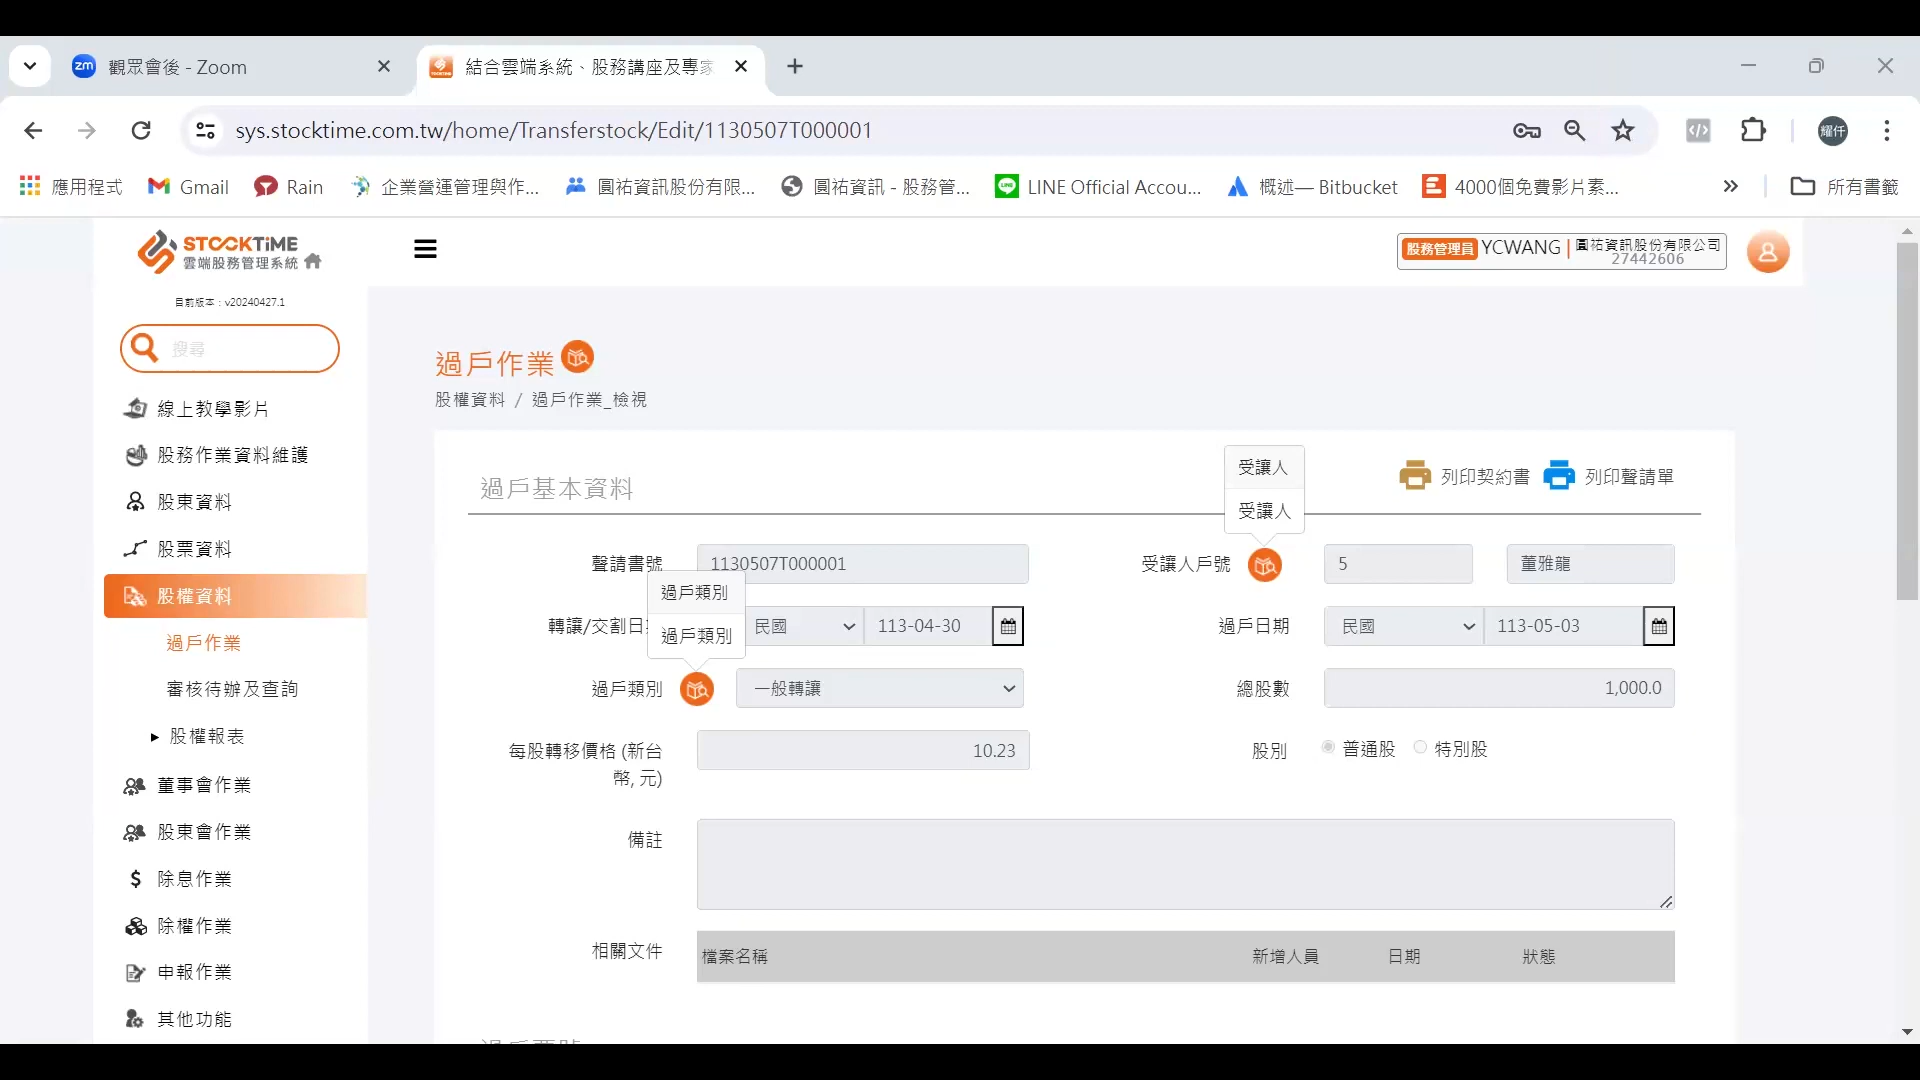 zm 觀眾會後 - Zoom
結合雲端系統、股務講座及專家
sys.stocktime.com.tw/home/Transferstock/Edit/1130507T000001
耀仟
應用程式
Gmail
Rain
企業營運管理與作...
圓祐資訊股份有限...
圓祐資訊 - 股務管...
LINE Official Accou...
概述— Bitbucket
4000個免費影片素...
所有書籤
STOCKTIME
雲端股務管理系統
股務管理員 YCWANG | 圓祐資訊股份有限公司
27442606
目前版本：v20240427.1
搜尋
線上教學影片
股務作業資料維護
股東資料
股票資料
股權資料
過戶作業
審核待辦及查詢
股權報表
董事會作業
股東會作業
除息作業
除權作業
申報作業
其他功能
過戶作業
股權資料 / 過戶作業_檢視
過戶基本資料
受讓人
受讓人
列印契約書
列印聲請單
聲請書號 1130507T000001
受讓人戶號 5 董雅龍
過戶類別
過戶類別
轉讓/交割日 民國 113-04-30
過戶日期 民國 113-05-03
過戶類別 一般轉讓
總股數 1,000.0
每股轉移價格 (新台
幣, 元)
10.23
股別 普通股 特別股
備註
相關文件 檔案名稱 新增人員 日期 狀態